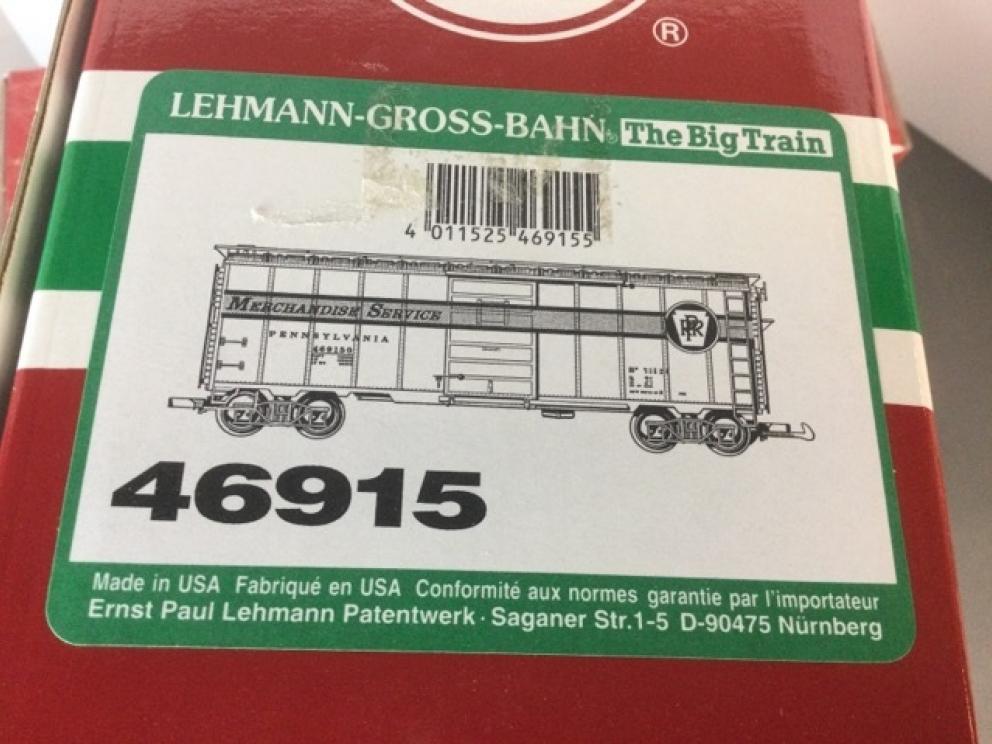 ®
LEHMANN-GROSS-BAHN® The Big Train
4 011525 469155
MERCHANDISE SERVICE
PRR
PENNSYLVANIA
469150
46915
Made in USA Fabriqué en USA Conformité aux normes garantie par l'importateur
Ernst Paul Lehmann Patentwerk · Saganer Str.1-5 D-90475 Nürnberg